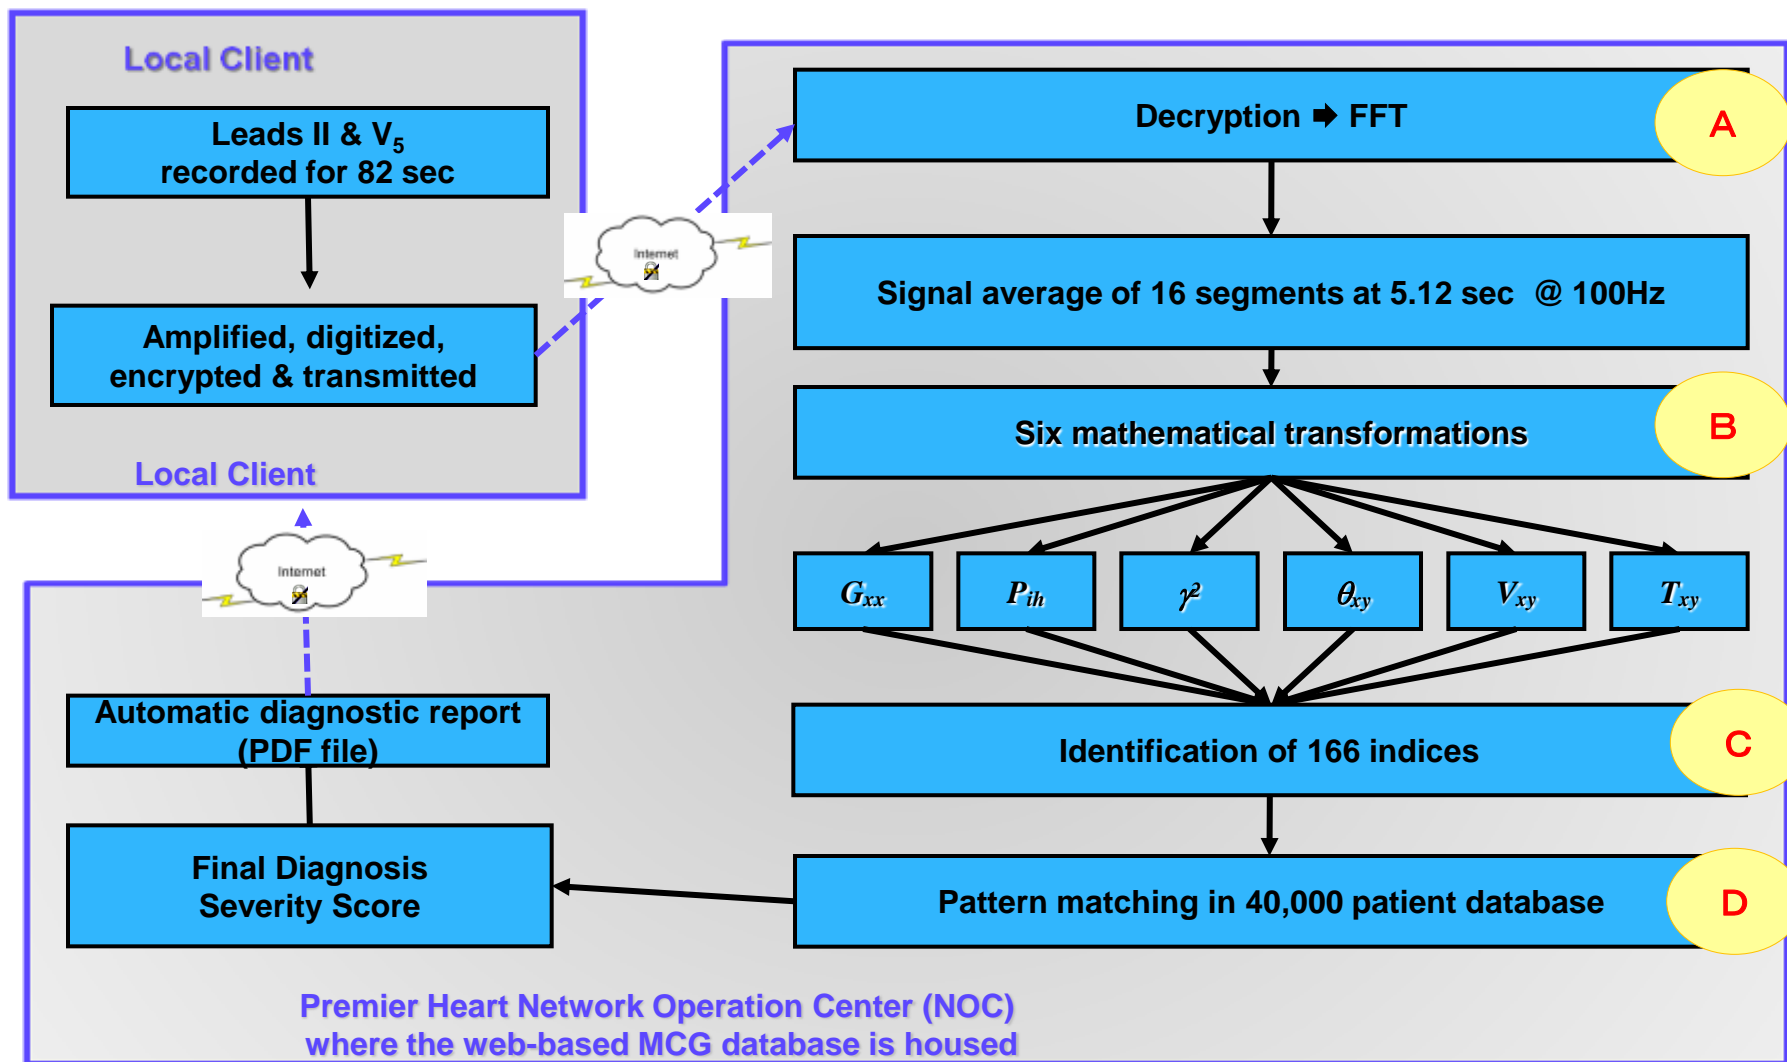 Local Client
Leads II & V5
recorded for 82 sec
Amplified, digitized,
encrypted & transmitted
Local Client
Internet
Decryption ➡ FFT
A
Signal average of 16 segments at 5.12 sec @ 100Hz
Six mathematical transformations
B
Gxx
Pih
γ²
θxy
Vxy
Txy
Identification of 166 indices
C
Pattern matching in 40,000 patient database
D
Final Diagnosis
Severity Score
Automatic diagnostic report
(PDF file)
Internet
Premier Heart Network Operation Center (NOC)
where the web-based MCG database is housed